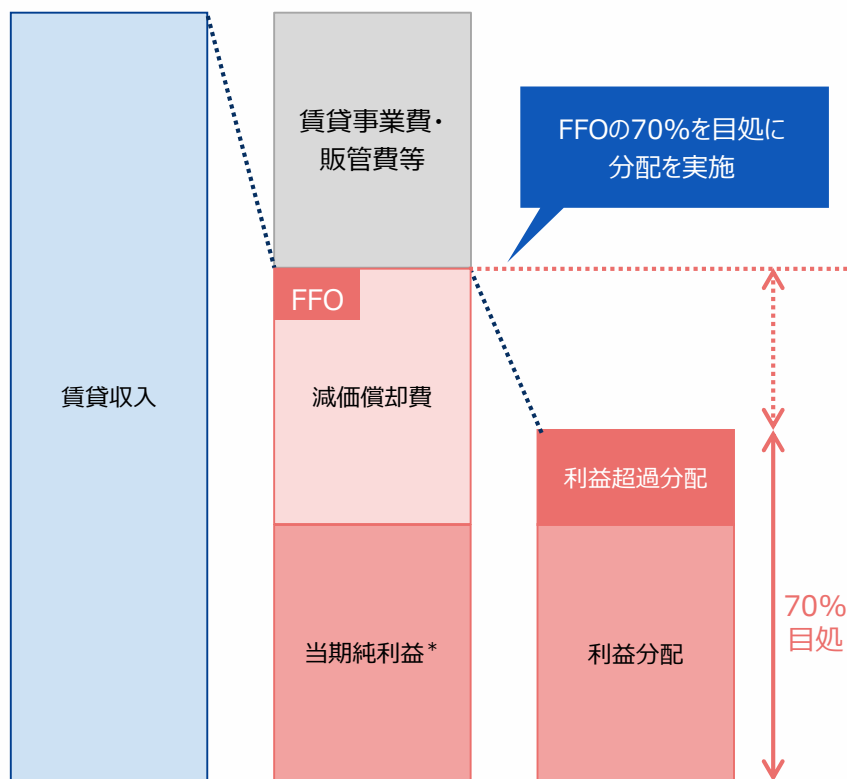 賃貸収入
賃貸事業費・
販管費等
FFO
減価償却費
当期純利益*
FFOの70%を目処に
分配を実施
利益超過分配
利益分配
70%
目処